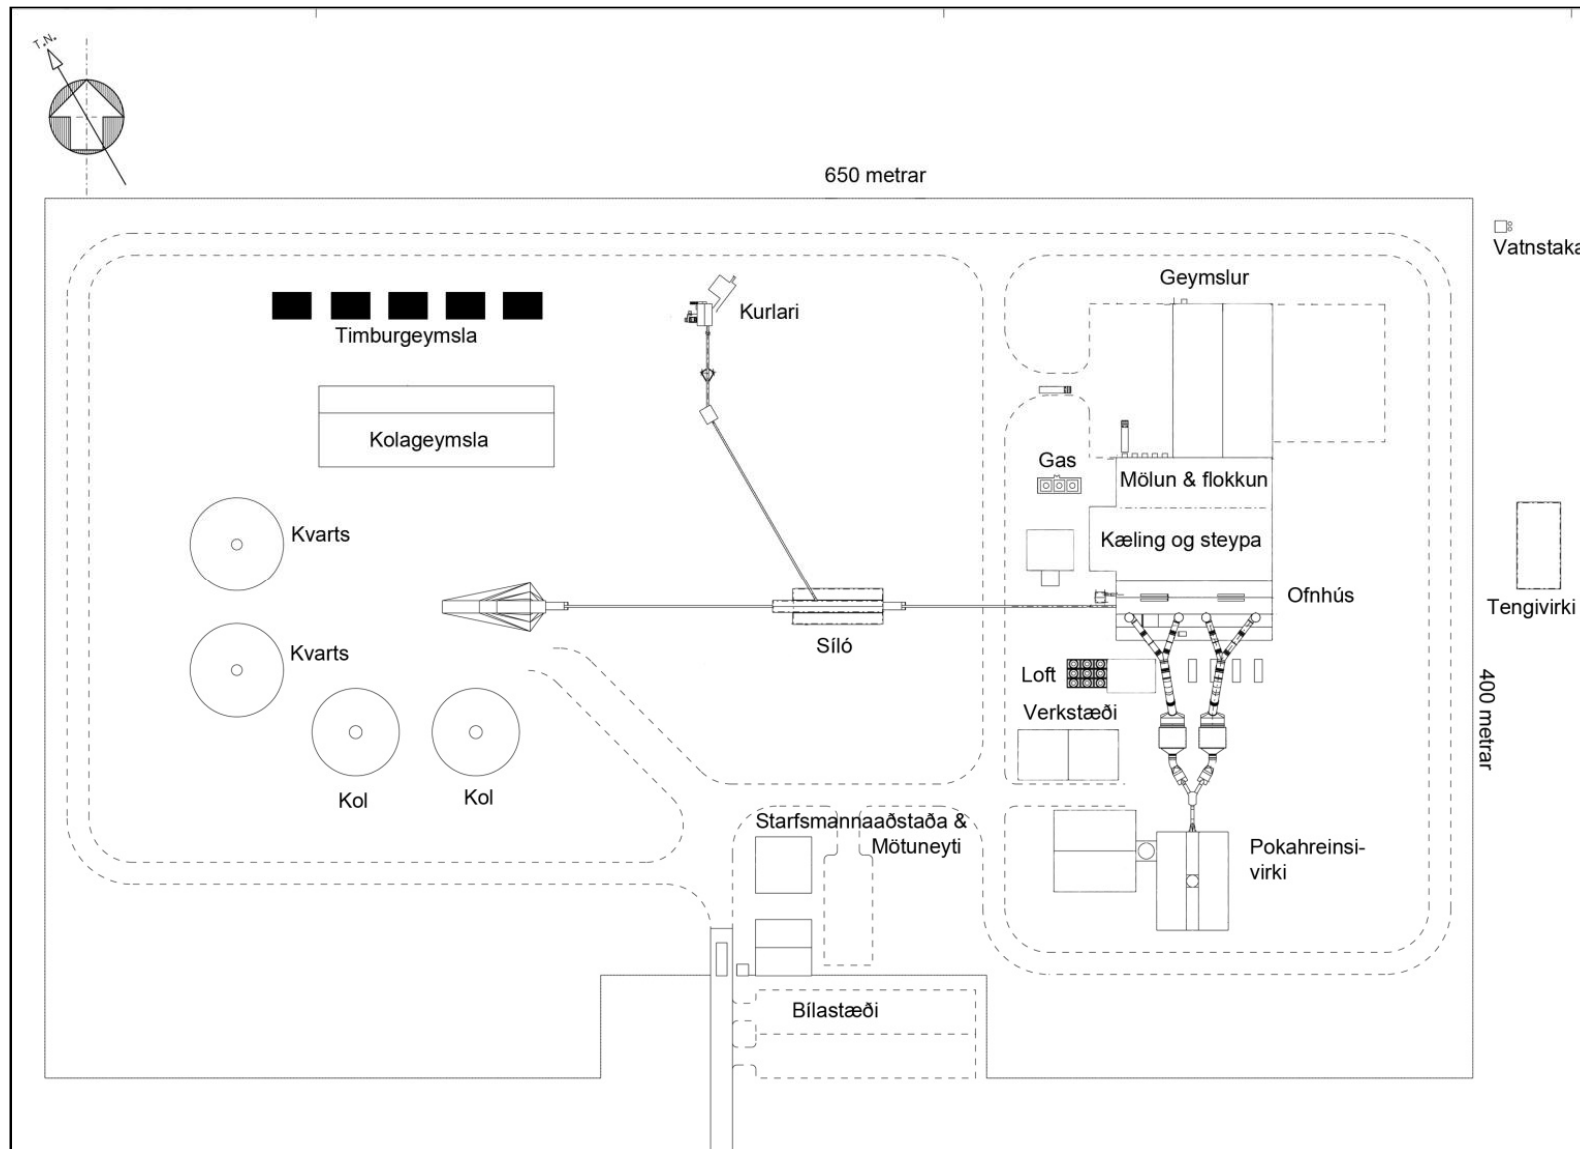 T.N.
650 metrar
Vatnstaka
Geymslur
Kurlari
Timburgeymsla
Kolageymsla
Gas
Mölun & flokkun
Kvarts
Kæling og steypa
Ofnhús
Tengivirki
Síló
Kvarts
Loft
400 metrar
Verkstæði
Kol
Kol
Starfsmannaaðstaða &
Mötuneyti
Pokahreinsi-
virki
Bílastæði